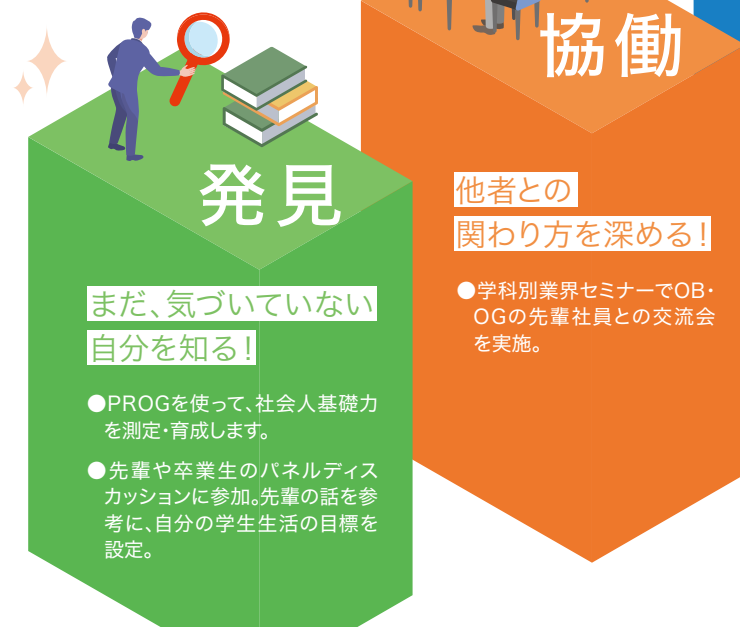 発見
まだ、気づいていない
自分を知る!
●PROGを使って、社会人基礎力
を測定・育成します。
●先輩や卒業生のパネルディス
カッションに参加。先輩の話を参
考に、自分の学生生活の目標を
設定。
協働
他者との
関わり方を深める!
●学科別業界セミナーでOB・
OGの先輩社員との交流会
を実施。